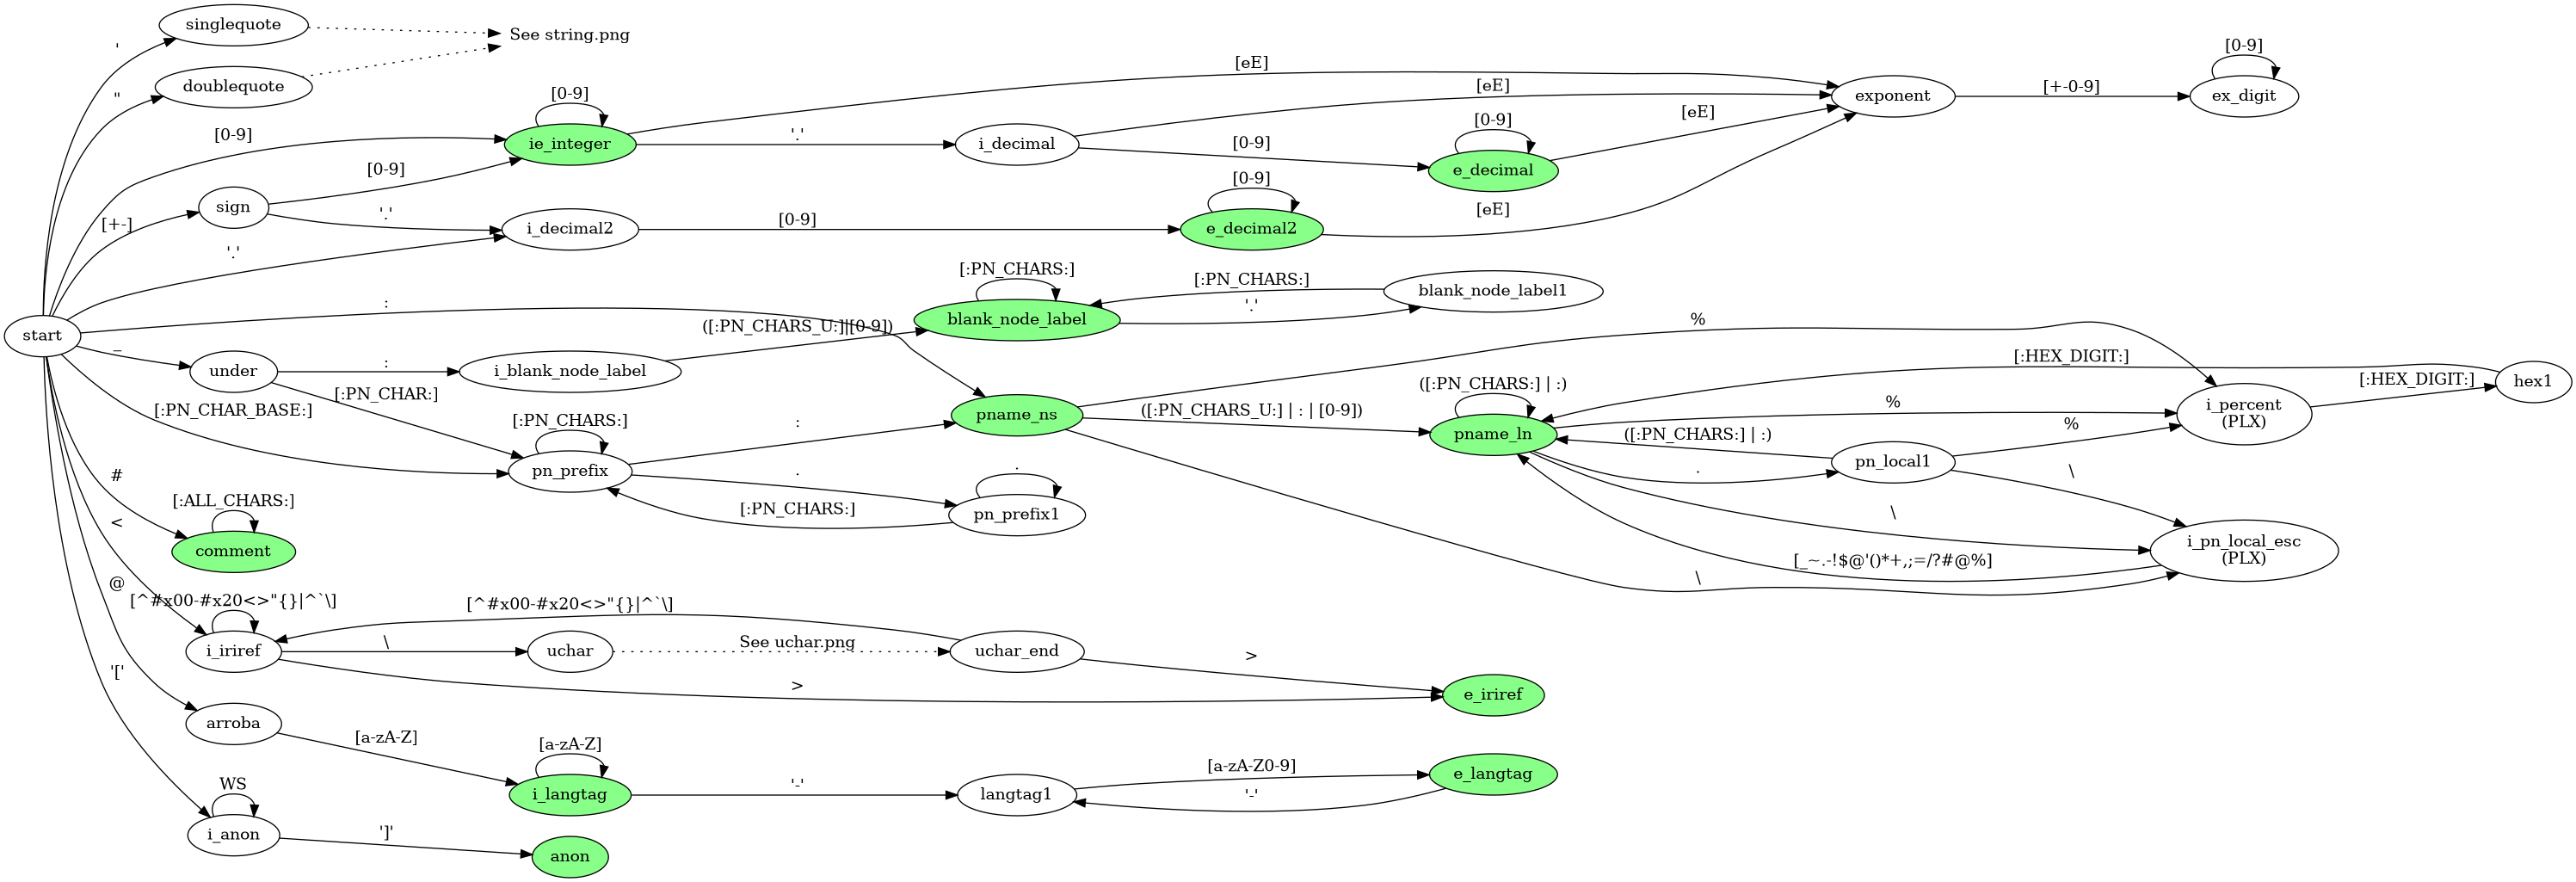 singlequote
See string.png
'
doublequote
"
[0-9]
[0-9]
ie_integer
[eE]
'.'
i_decimal
[eE]
[0-9]
[0-9]
e_decimal
[eE]
exponent
[+-0-9]
[0-9]
ex_digit
[0-9]
sign
[+-]
'.'
'.'
i_decimal2
[0-9]
[0-9]
e_decimal2
[eE]
start
:
_
under
:
i_blank_node_label
([:PN_CHARS_U:]|[0-9])
[:PN_CHARS:]
blank_node_label
[:PN_CHARS:]
'.'
blank_node_label1
[:PN_CHAR:]
[:PN_CHAR_BASE:]
[:PN_CHARS:]
pn_prefix
:
.
[:PN_CHARS:]
pname_ns
.
pn_prefix1
%
([:PN_CHARS_U:] | : | [0-9])
\
([:PN_CHARS:] | :)
pname_ln
%
([:PN_CHARS:] | :)
.
pn_local1
%
\
\
[_~.-!$@'()*+,;=/?#@%]
[:HEX_DIGIT:]
i_percent
(PLX)
[:HEX_DIGIT:]
hex1
i_pn_local_esc
(PLX)
#
[:ALL_CHARS:]
comment
<
[^#x00-#x20<>"{}|^`\]
i_iriref
\
uchar
See uchar.png
[^#x00-#x20<>"{}|^`\]
uchar_end
>
>
e_iriref
@
arroba
[a-zA-Z]
[a-zA-Z]
i_langtag
'-'
langtag1
[a-zA-Z0-9]
'-'
e_langtag
'['
WS
i_anon
']'
anon